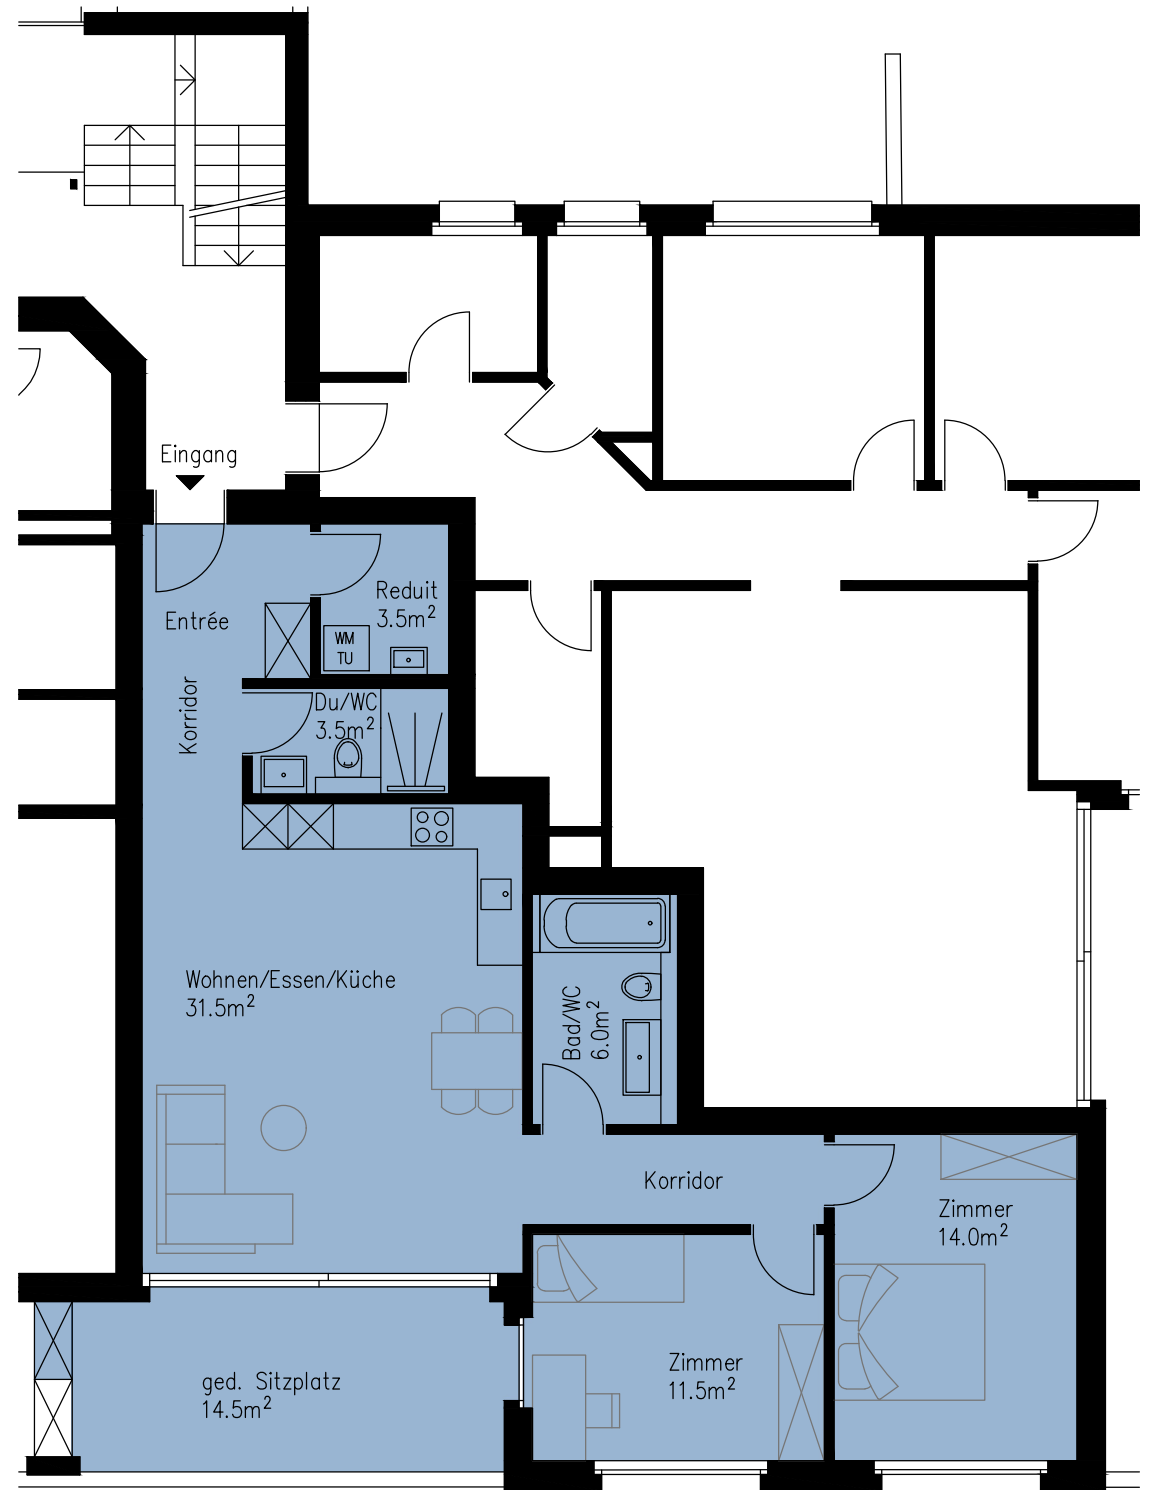 Eingang
Entrée
Reduit
3.5m²
WM
TU
Korridor
Du/WC
3.5m²
Wohnen/Essen/Küche
31.5m²
Bad/WC
6.0m²
Korridor
Zimmer
14.0m²
Zimmer
11.5m²
ged. Sitzplatz
14.5m²